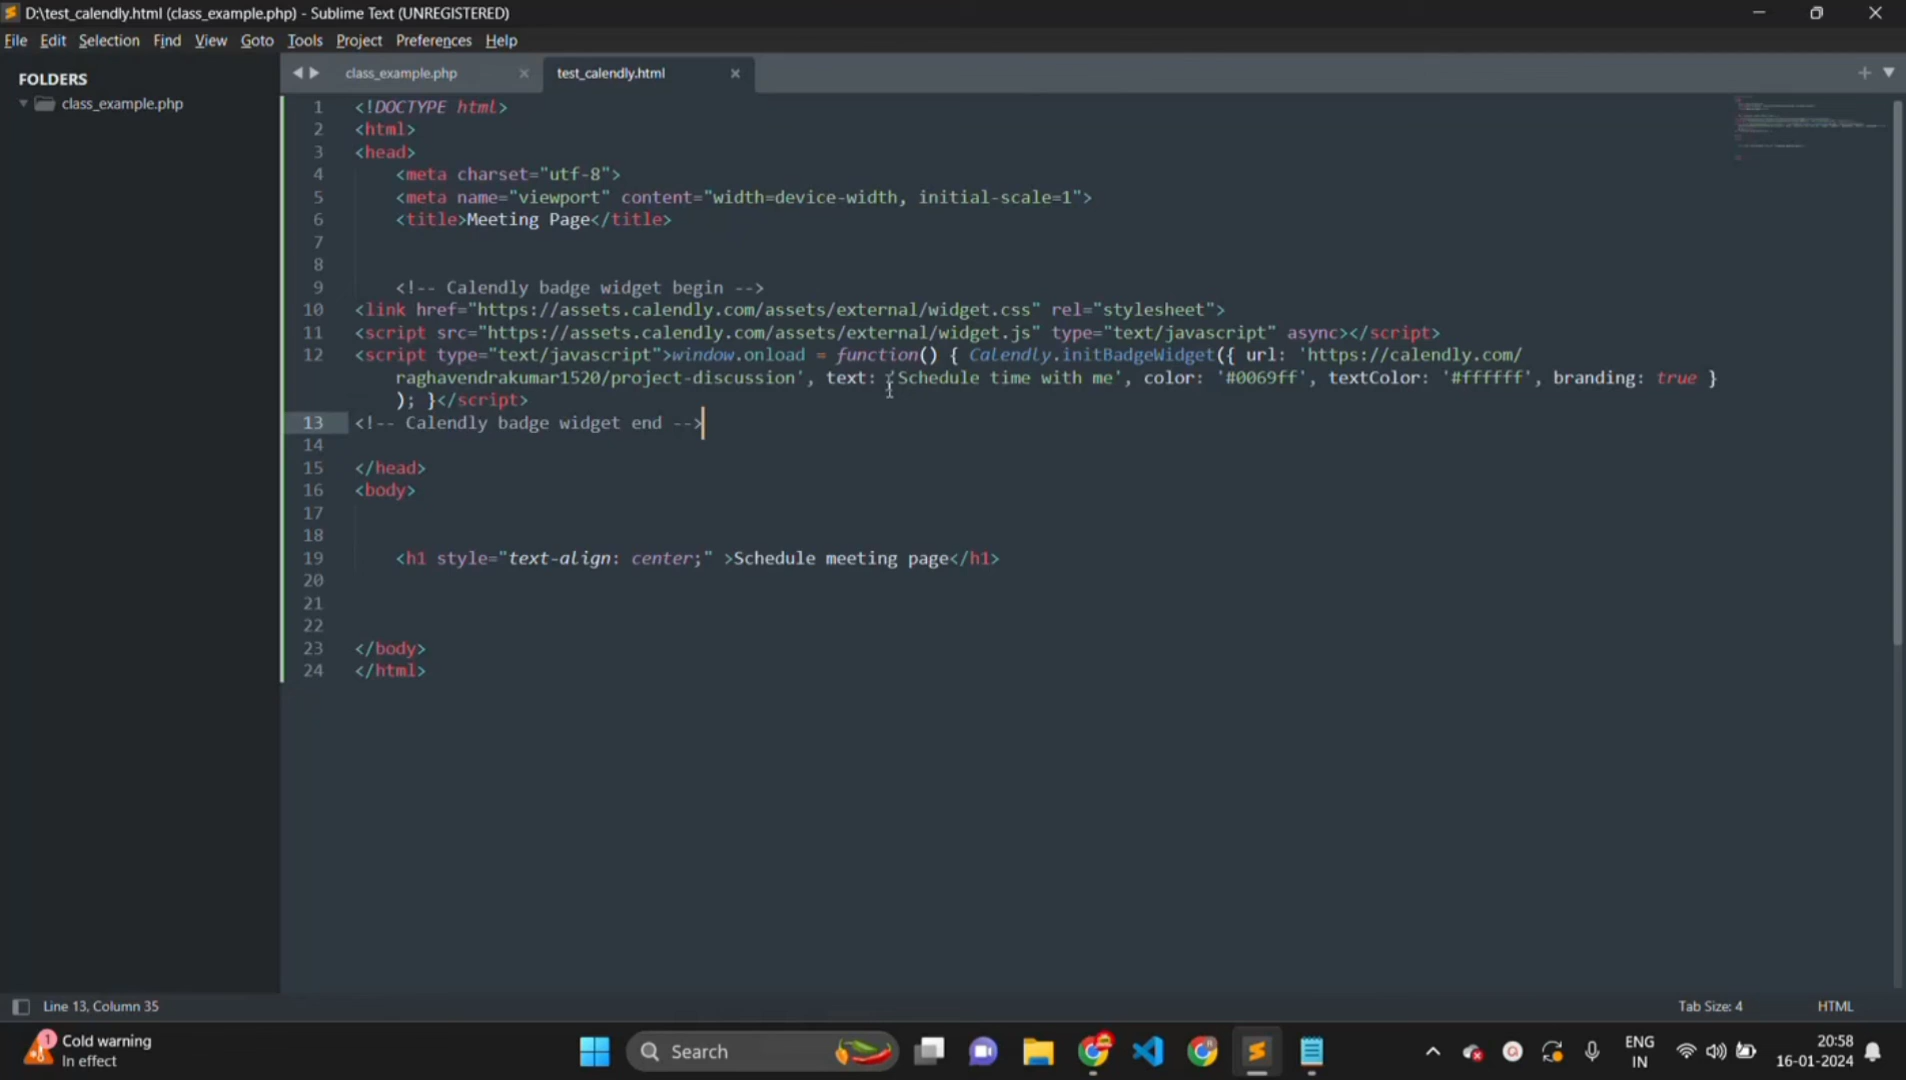 D:\test_calendly.html (class_example.php) - Sublime Text (UNREGISTERED)
File Edit Selection Find View Goto Tools Project Preferences Help
FOLDERS
class_example.php
class_example.php
test_calendly.html
1 <!DOCTYPE html>
2 <html>
3 <head>
4 <meta charset="utf-8">
5 <meta name="viewport" content="width=device-width, initial-scale=1">
6 <title>Meeting Page</title>
7
8
9 <!-- Calendly badge widget begin -->
10 <link href="https://assets.calendly.com/assets/external/widget.css" rel="stylesheet">
11 <script src="https://assets.calendly.com/assets/external/widget.js" type="text/javascript" async></script>
12 <script type="text/javascript">window.onload = function() { Calendly.initBadgeWidget({ url: 'https://calendly.com/
raghavendrakumar1520/project-discussion', text: 'Schedule time with me', color: '#0069ff', textColor: '#ffffff', branding: true }
); }</script>
13 <!-- Calendly badge widget end -->
14
15 </head>
16 <body>
17
18
19 <h1 style="text-align: center;" >Schedule meeting page</h1>
20
21
22
23 </body>
24 </html>
Line 13, Column 35
Tab Size: 4
HTML
1
Cold warning
In effect
Search
ENG
IN
20:58
16-01-2024